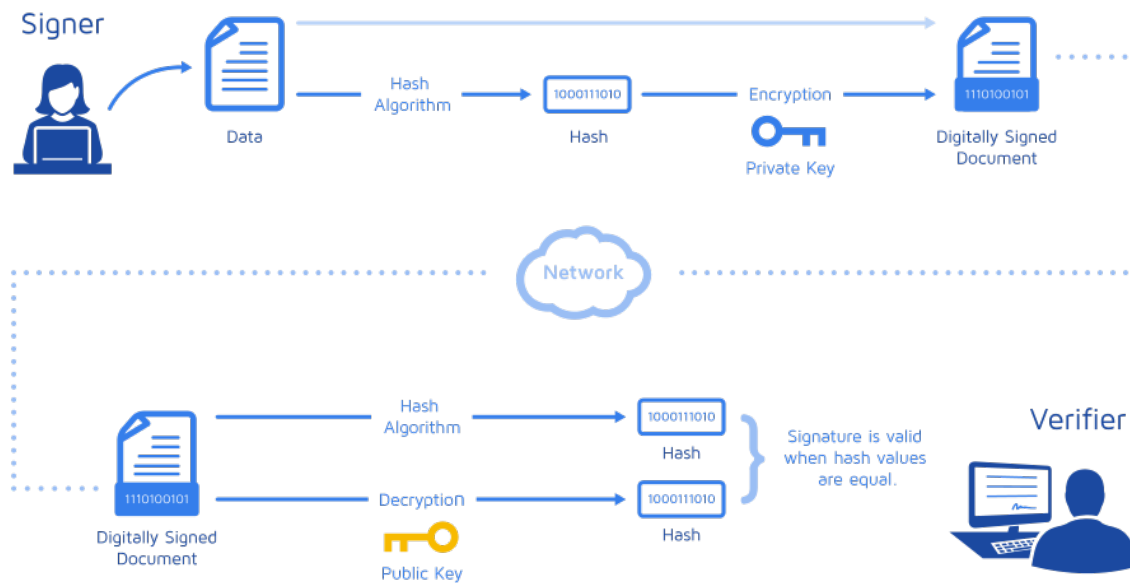 Signer
Hash
Algorithm
1000111010
Encryption
1110100101
Data
Hash
Private Key
Digitally Signed
Document
Network
Hash
Algorithm
1000111010
Hash
Signature is valid
when hash values
are equal.
Verifier
1110100101
Decryption
1000111010
Hash
Digitally Signed
Document
Public Key